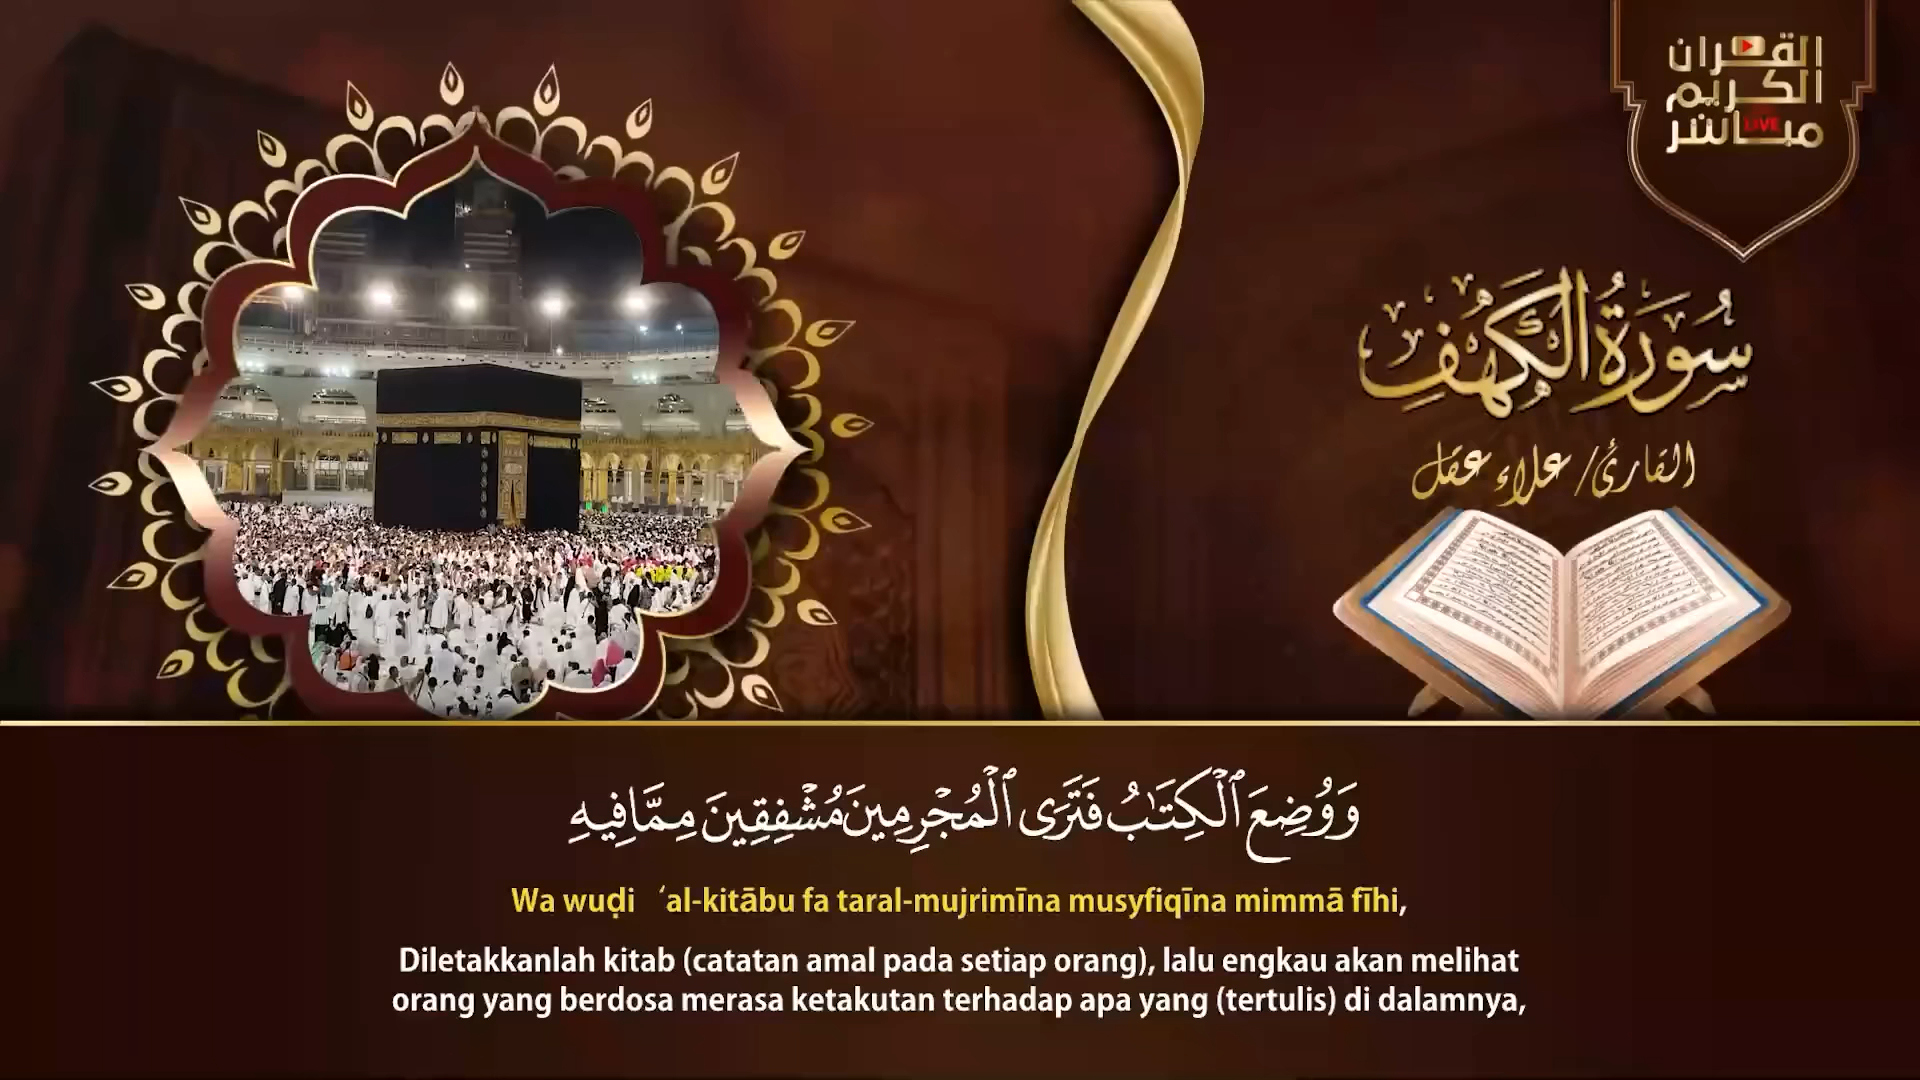 القرآن
الكريم
مباشر
LIVE
سُورَةُ الكَهْفِ
القارئ/ علاء عقل
وَوُضِعَ ٱلْكِتَٰبُ فَتَرَى ٱلْمُجْرِمِينَ مُشْفِقِينَ مِمَّا فِيهِ
Wa wuḍi ‘al-kitābu fa taral-mujrimīna musyfiqīna mimmā fīhi,
Diletakkanlah kitab (catatan amal pada setiap orang), lalu engkau akan melihat
orang yang berdosa merasa ketakutan terhadap apa yang (tertulis) di dalamnya,